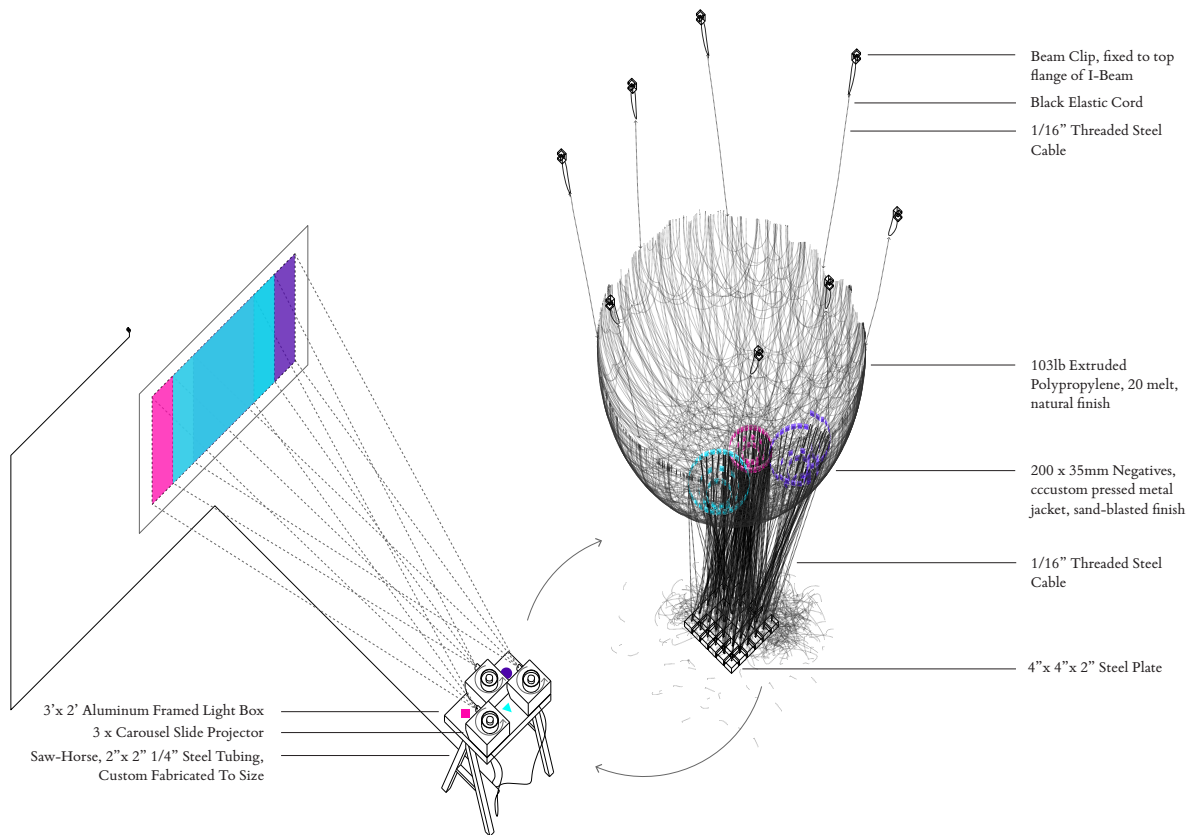 Beam Clip, fixed to top
flange of I-Beam
Black Elastic Cord
1/16” Threaded Steel
Cable
103lb Extruded
Polypropylene, 20 melt,
natural finish
200 x 35mm Negatives,
cccustom pressed metal
jacket, sand-blasted finish
1/16” Threaded Steel
Cable
4”x 4”x 2” Steel Plate
3’x 2’ Aluminum Framed Light Box
3 x Carousel Slide Projector
Saw-Horse, 2”x 2” 1/4” Steel Tubing,
Custom Fabricated To Size